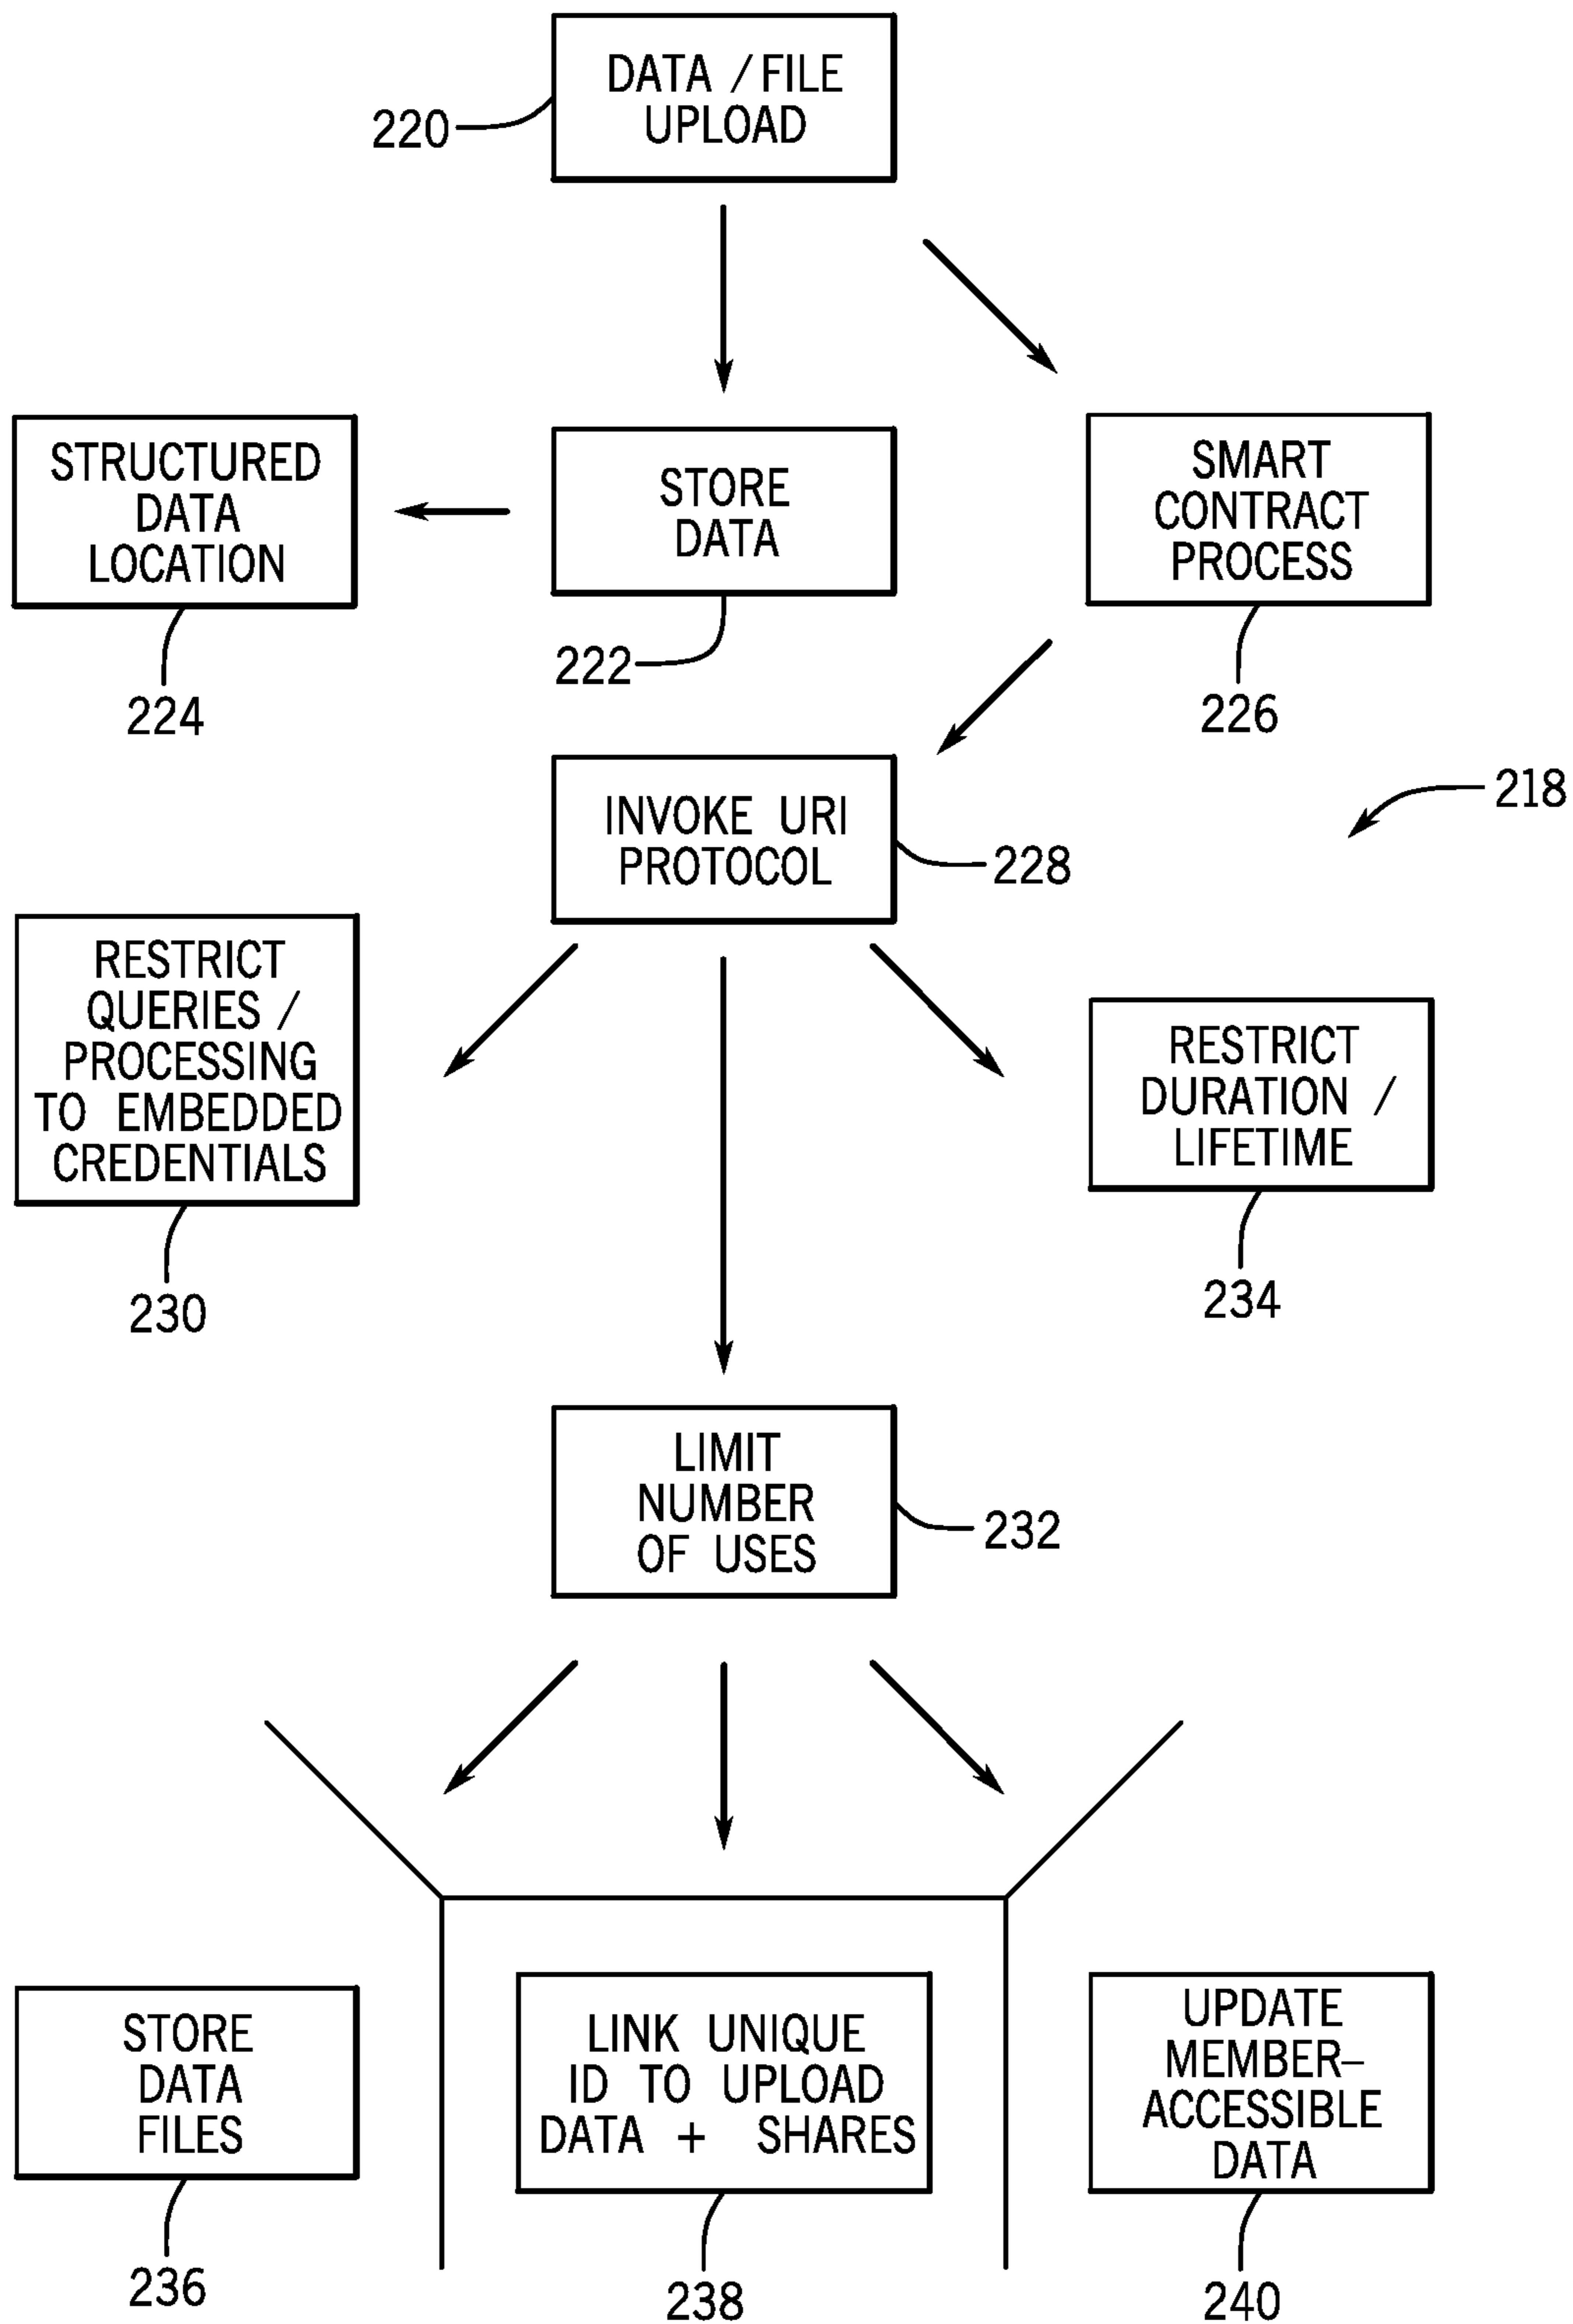 DATA / FILE
UPLOAD
220
STRUCTURED
DATA
LOCATION
224
STORE
DATA
222
SMART
CONTRACT
PROCESS
226
218
INVOKE URI
PROTOCOL
228
RESTRICT
QUERIES /
PROCESSING
TO EMBEDDED
CREDENTIALS
230
RESTRICT
DURATION /
LIFETIME
234
LIMIT
NUMBER
OF USES
232
STORE
DATA
FILES
236
LINK UNIQUE
ID TO UPLOAD
DATA + SHARES
238
UPDATE
MEMBER–
ACCESSIBLE
DATA
240